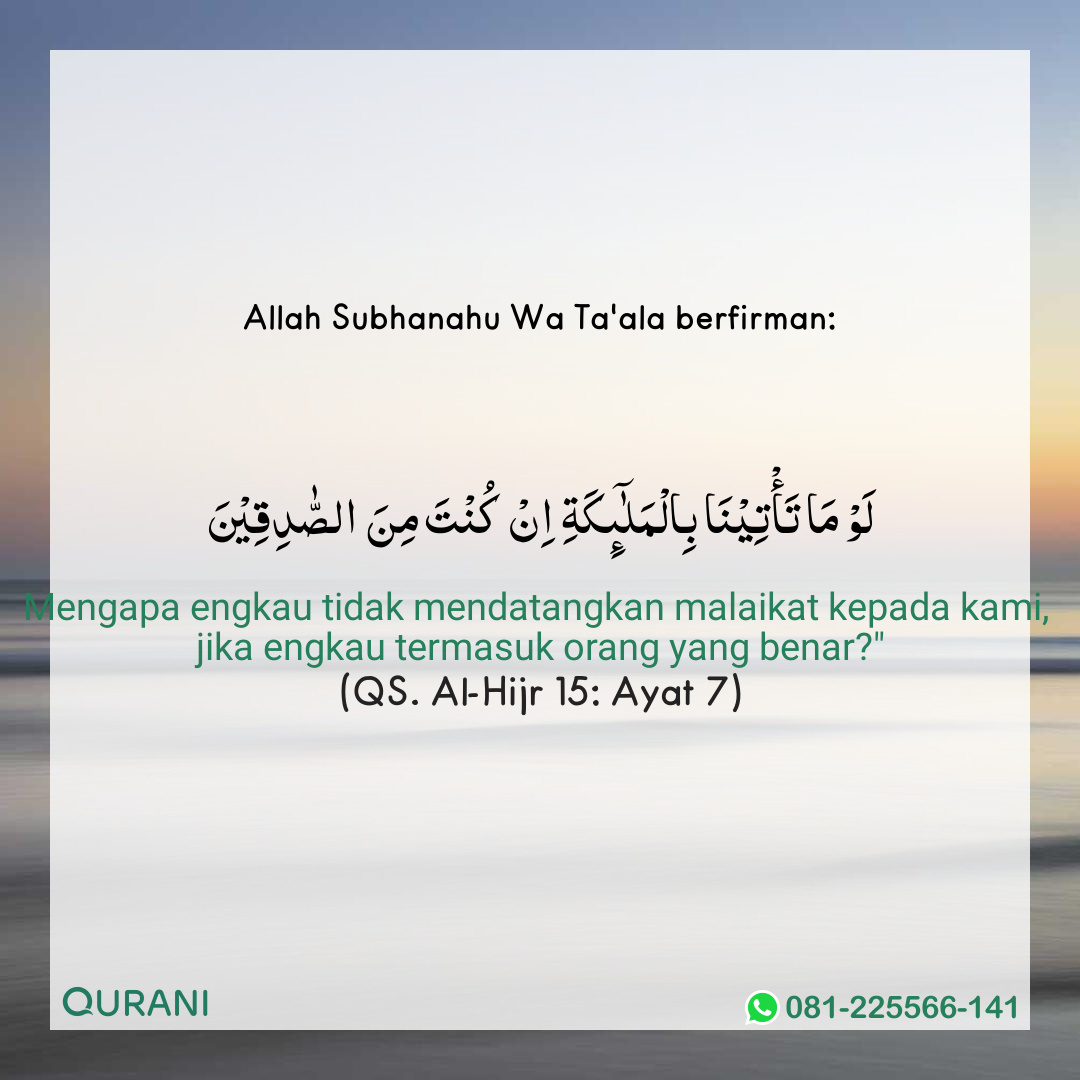 Allah Subhanahu Wa Ta'ala berfirman:
لَوْ مَا تَأْتِيْنَا بِالْمَلٰٓىِٕكَةِ اِنْ كُنْتَ مِنَ الصّٰدِقِيْنَ
Mengapa engkau tidak mendatangkan malaikat kepada kami,
jika engkau termasuk orang yang benar?"
(QS. Al-Hijr 15: Ayat 7)
QURANI
081-225566-141